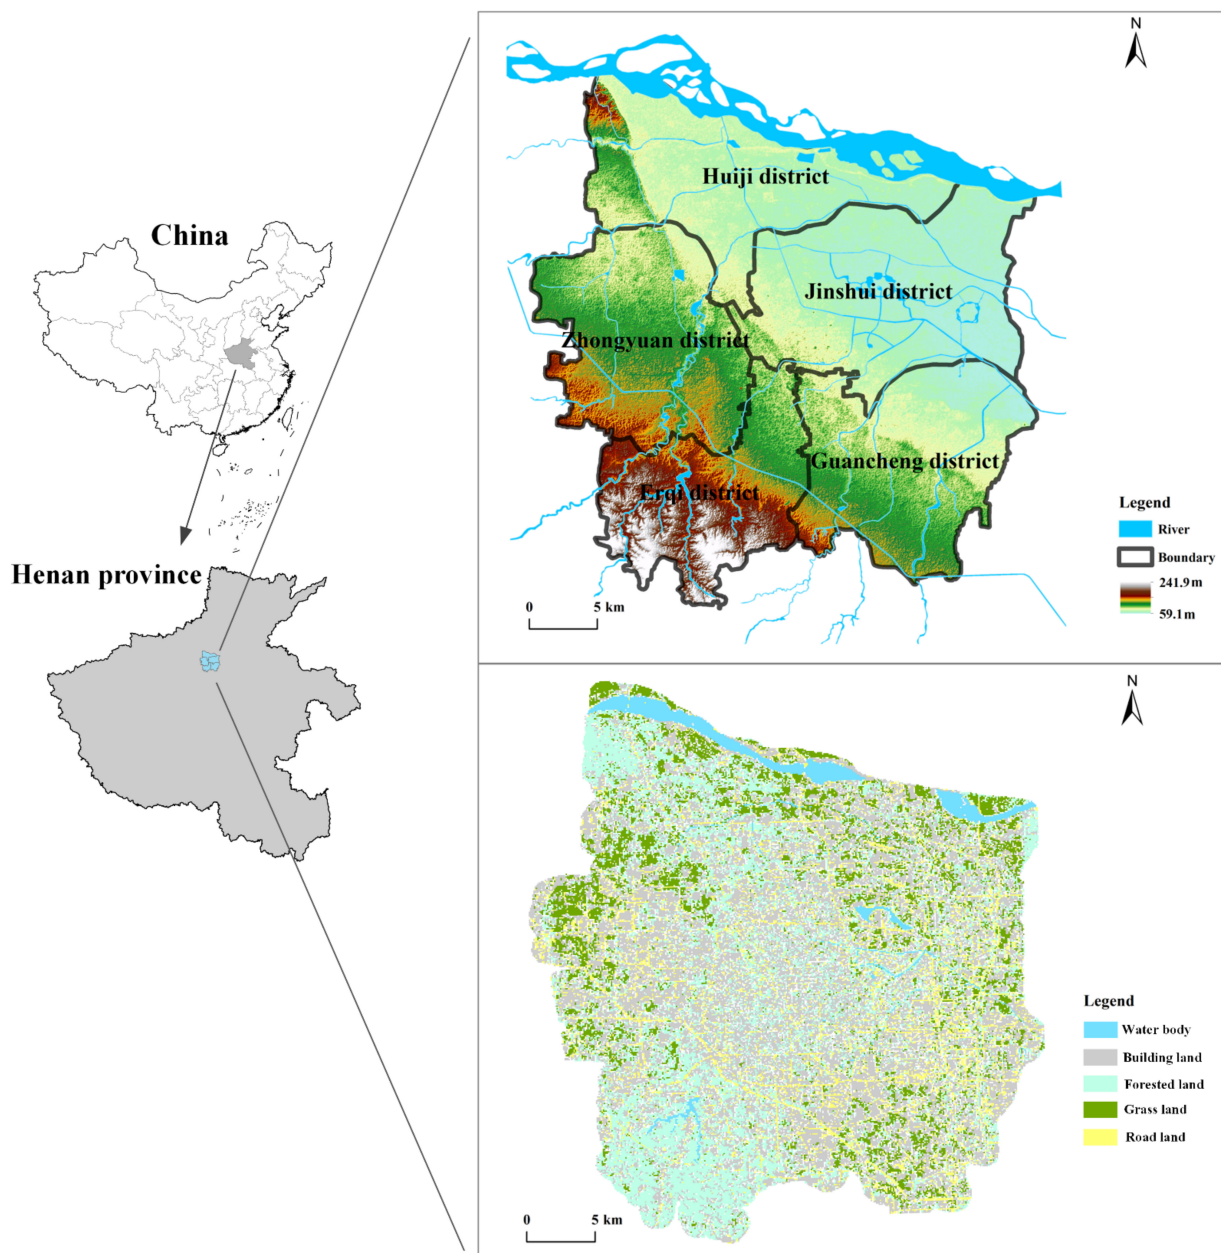 China
Henan province
N
Huiji district
Jinshui district
Zhongyuan district
Guancheng district
Erqi district
Legend
River
Boundary
241.9 m
59.1 m
0 5 km
N
Legend
Water body
Building land
Forested land
Grass land
Road land
0 5 km